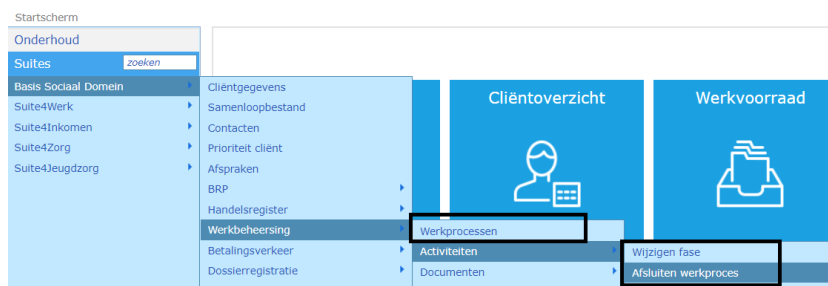 Startscherm
Onderhoud
Suites zoeken
Basis Sociaal Domein
Suite4Werk
Suite4Inkomen
Suite4Zorg
Suite4Jeugdzorg
Cliëntgegevens
Samenloopbestand
Contacten
Prioriteit cliënt
Afspraken
BRP
Handelsregister
Werkbeheersing
Betalingsverkeer
Dossierregistratie
Werkprocessen
Activiteiten
Documenten
Wijzigen fase
Afsluiten werkproces
Cliëntoverzicht
Werkvoorraad